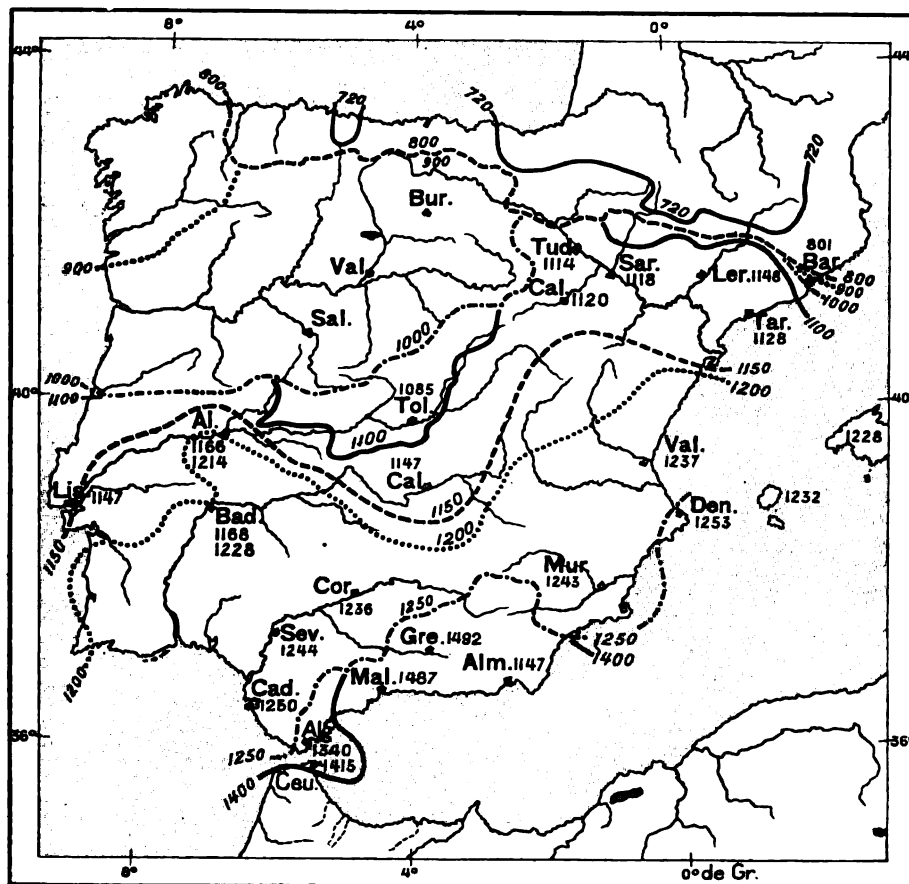 8° 4° 0°
44° 44°
800 720 720 720
800
900
720
Bur.
900
Tud.
1114
Sar.
1118
Ler. 1148
801
Bar.
800
900
1000
1100
Val.
Cal.
1120
Tar.
1128
Sal.
1000
1000
1100
40° 40°
1085
Tol.
1100
1150
1200
Al.
1166
1214
1147
Cal.
Val.
1237
1228
Lis. 1147
1150
Bad.
1168
1228
1150
1200
Den.
1253
1232
Cor.
1236
1250
Mur.
1243
Sev.
1244
Gre. 1492
1250
1400
Alm. 1147
Mal. 1487
1200
Cad.
1250
36° 36°
Alg.
1340
1415
1250
1400
Ceu.
8° 4° 0° de Gr.